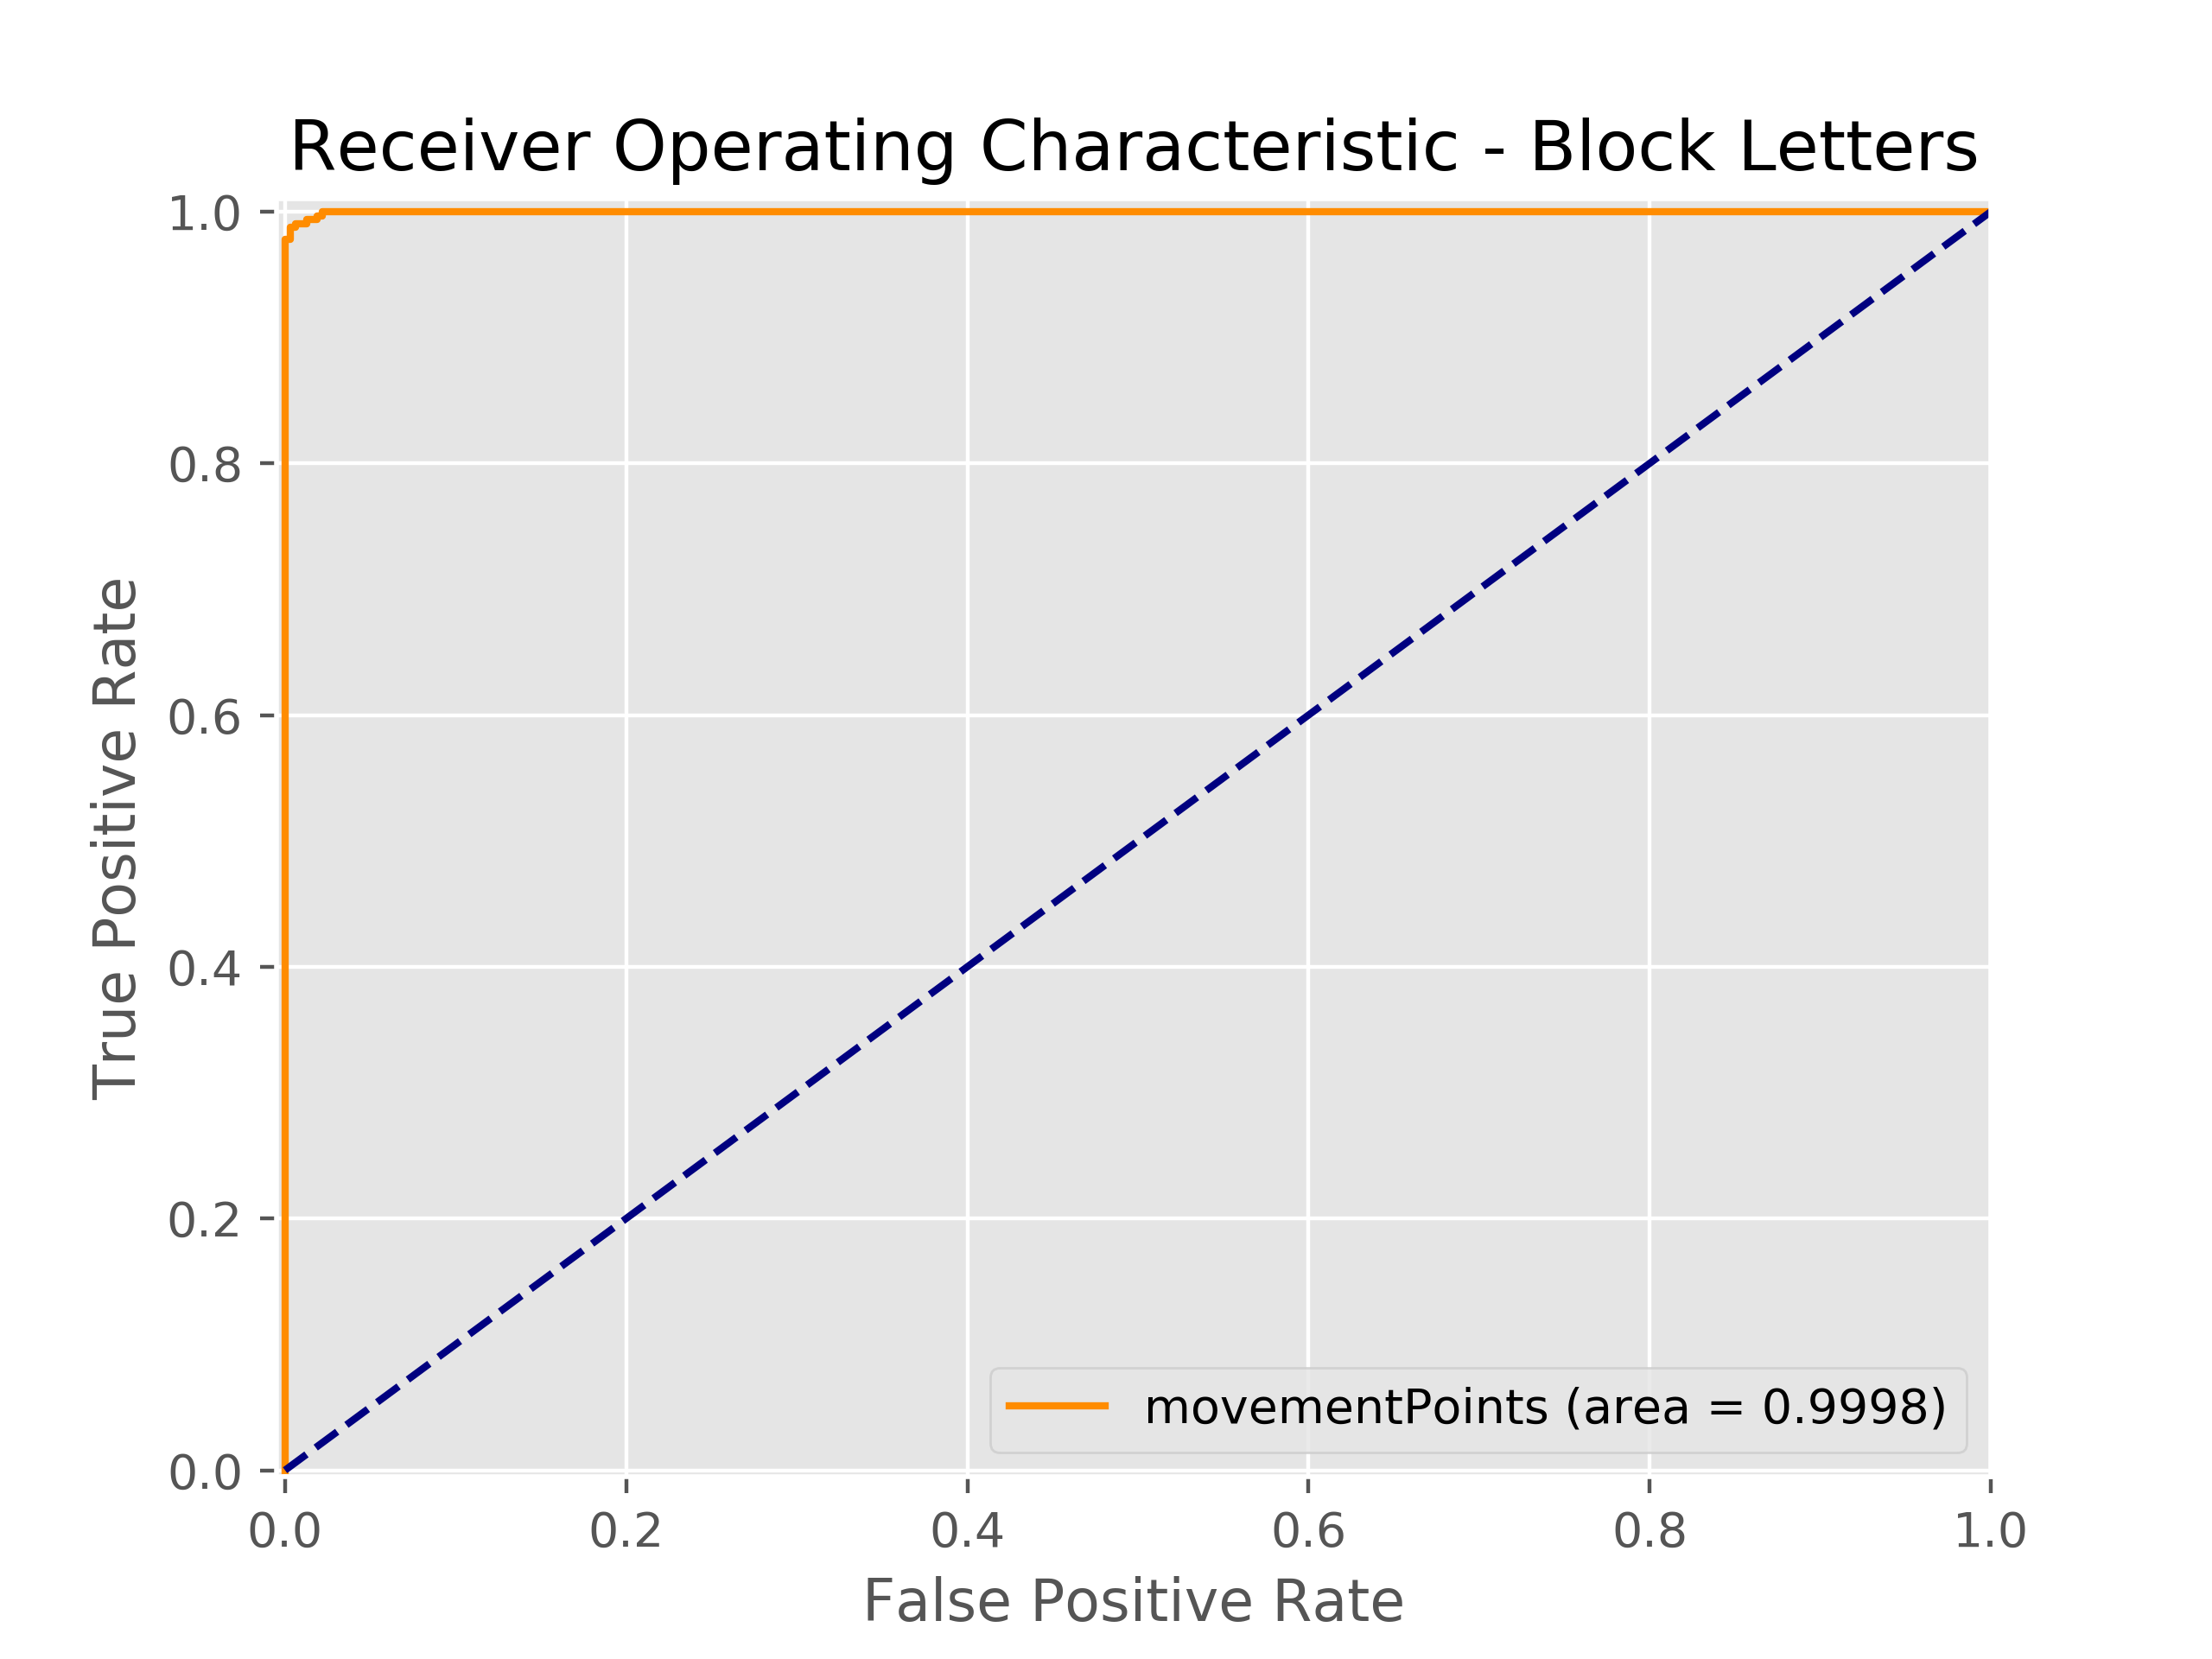 Receiver Operating Characteristic - Block Letters
1.0
0.8
0.6
0.4
0.2
0.0
True Positive Rate
movementPoints (area = 0.9998)
0.0 0.2 0.4 0.6 0.8 1.0
False Positive Rate